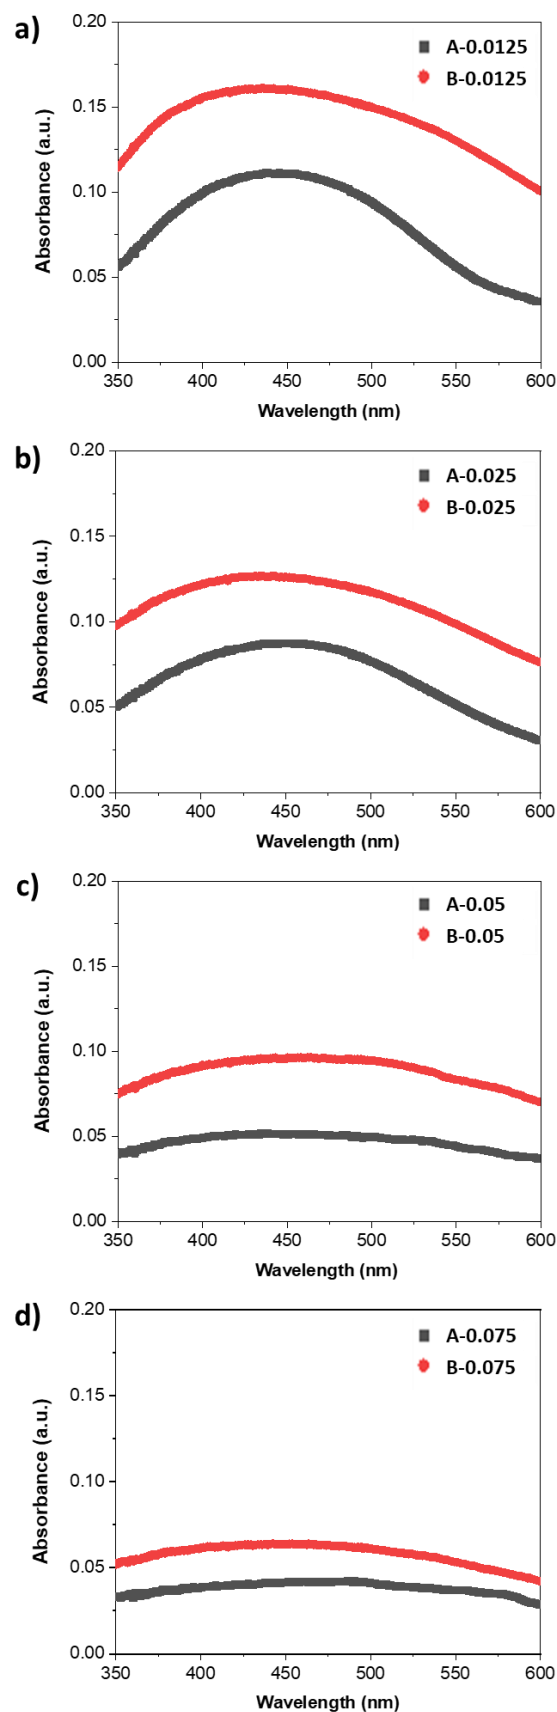 a)
A-0.0125
B-0.0125
Absorbance (a.u.)
0.20
0.15
0.10
0.05
0.00
350 400 450 500 550 600
Wavelength (nm)
b)
A-0.025
B-0.025
Absorbance (a.u.)
0.20
0.15
0.10
0.05
0.00
350 400 450 500 550 600
Wavelength (nm)
c)
A-0.05
B-0.05
Absorbance (a.u.)
0.20
0.15
0.10
0.05
0.00
350 400 450 500 550 600
Wavelength (nm)
d)
A-0.075
B-0.075
Absorbance (a.u.)
0.20
0.15
0.10
0.05
0.00
350 400 450 500 550 600
Wavelength (nm)